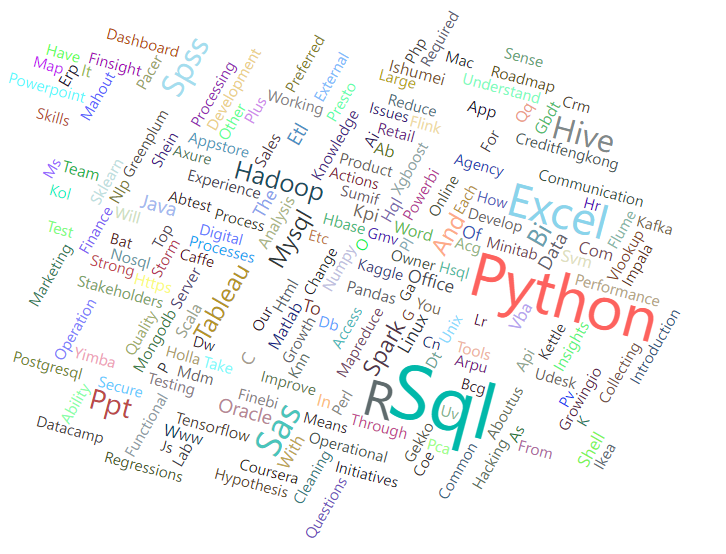 Dashboard
Have
It
Finsight
Map
Erp
Pacer
Powerpoint
Mahout
Skills
Spss
Processing
Development
Preferred
External
Other
Plus
Working
Presto
Etl
Php
Required
Mac
Ishumei
Large
Sense
Roadmap
Understand
Issues
Reduce
Flink
App
Qq
Gbdt
Crm
Knowledge
Ai
Retail
Ab
For
Creditfengkong
Hive
Greenplum
Shein
Appstore
Axure
Sales
Product
Xgboost
Agency
Communication
Ms
Team
Kol
Sklearn
Nlp
Experience
Hadoop
Actions
Sumif
Kpi
Hql
Powerbi
Online
Each
How
Excel
Hr
Java
Abtest
Process
The
Analysis
Mysql
Hbase
Gmv
Word
And
Develop
Of
Bi
Flume
Kafka
Test
Finance
Will
Digital
Etc
O
Pl
Acg
Minitab
Data
Com
Vlookup
Impala
Bat
Top
Processes
Nosql
Storm
Caffe
Numpy
Owner
Hsql
Svm
Marketing
Strong
Https
Server
Change
Kaggle
Office
Python
Performance
Stakeholders
Tableau
Html
Pandas
Ga
Operation
Quality
Mongodb
Scala
Our
Matlab
To
Access
G
You
Unix
Vba
Introduction
Dw
Growth
Db
Mapreduce
Spark
Linux
Lr
Kettle
Insights
Collecting
Postgresql
Yimba
Holla
C
Knn
Cn
Dt
Tools
Api
Secure
P
Take
Mdm
Improve
Arpu
Bcg
Udesk
Growingio
Pv
K
Ability
Ppt
Testing
Functional
Finebi
In
Perl
R
Sql
Uv
Aboutus
Datacamp
Oracle
Sas
Means
Through
Gekko
As
Shell
Ikea
Tensorflow
Www
Js
Lab
With
Operational
Pca
Coe
Common
Hacking
From
Regressions
Coursera
Hypothesis
Cleaning
Initiatives
Questions